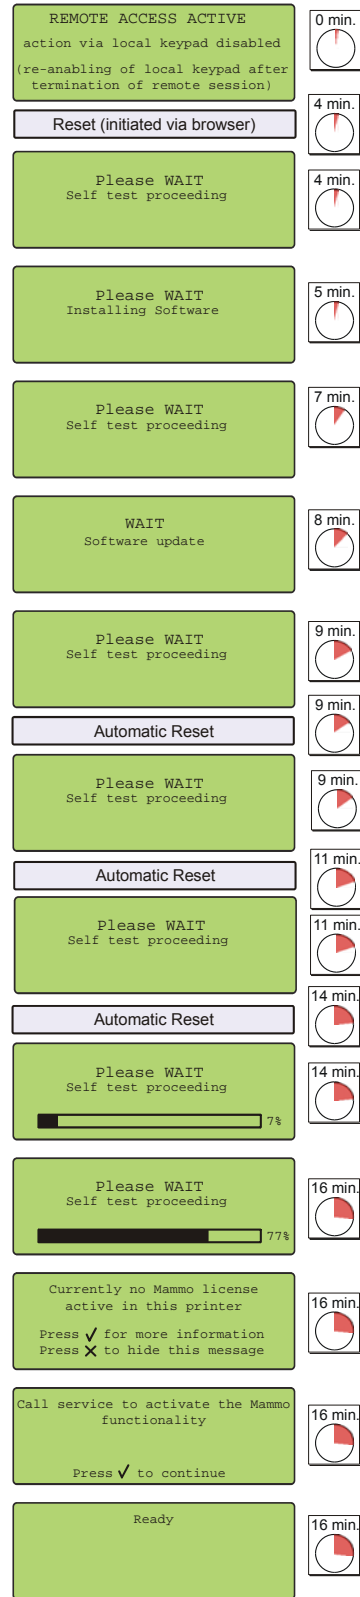 REMOTE ACCESS ACTIVE
0 min.
action via local keypad disabled
(re-anabling of local keypad after
termination of remote session)
4 min.
Reset (initiated via browser)
Please WAIT
4 min.
Self test proceeding
Please WAIT
5 min.
Installing Software
Please WAIT
7 min.
Self test proceeding
WAIT
8 min.
Software update
Please WAIT
9 min.
Self test proceeding
9 min.
Automatic Reset
Please WAIT
9 min.
Self test proceeding
11 min.
Automatic Reset
Please WAIT
11 min.
Self test proceeding
14 min.
Automatic Reset
Please WAIT
14 min.
Self test proceeding
7%
Please WAIT
16 min.
Self test proceeding
77%
Currently no Mammo license
16 min.
active in this printer
Press ✓ for more information
Press ✕ to hide this message
Call service to activate the Mammo
16 min.
functionality
Press ✓ to continue
Ready
16 min.